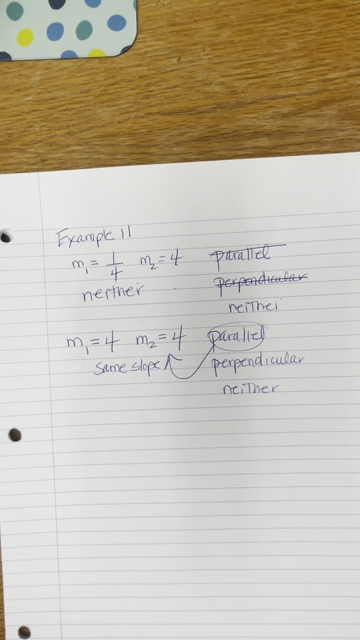 Example 11
m₁ = 1/4 m₂ = 4 parallel
perpendicular
neither
neither
m₁ = 4 m₂ = 4 parallel
same slope perpendicular
neither